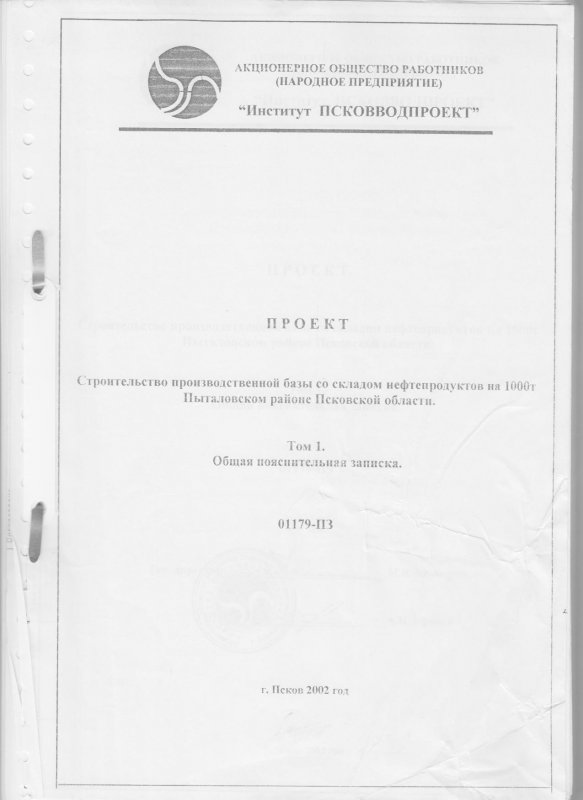 АКЦИОНЕРНОЕ ОБЩЕСТВО РАБОТНИКОВ
(НАРОДНОЕ ПРЕДПРИЯТИЕ)
“Институт ПСКОВВОДПРОЕКТ”
П Р О Е К Т
Строительство производственной базы со складом нефтепродуктов на 1000т
Пыталовском районе Псковской области.
Том 1.
Общая пояснительная записка.
01179-ПЗ
г. Псков 2002 год